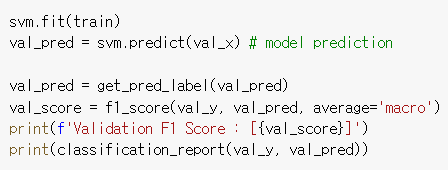 svm.fit(train)
val_pred = svm.predict(val_x) # model prediction
val_pred = get_pred_label(val_pred)
val_score = f1_score(val_y, val_pred, average='macro')
print(f'Validation F1 Score : [{val_score}]')
print(classification_report(val_y, val_pred))